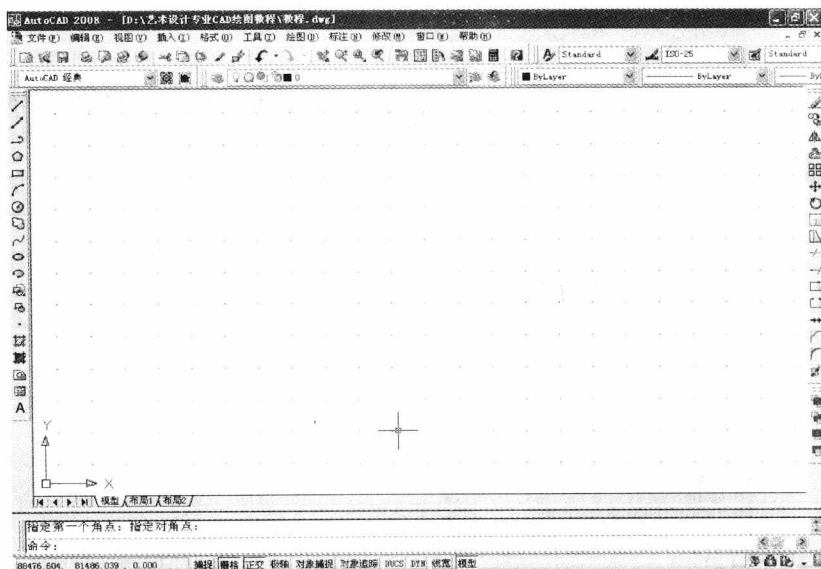 AutoCAD 2008 - [D:\艺术设计专业CAD绘图教程\教程.dwg]
文件(F) 编辑(E) 视图(V) 插入(I) 格式(O) 工具(T) 绘图(D) 标注(N) 修改(M) 窗口(W) 帮助(H)
A Standard ISO-25 Standard
AutoCAD 经典 0 ByLayer ByLayer
A
Y
X
模型 布局1 布局2
指定第一个角点: 指定对角点:
命令:
86476.604, 81486.039 , 0.000 捕捉 栅格 正交 极轴 对象捕捉 对象追踪 DUCS DYN 线宽 模型